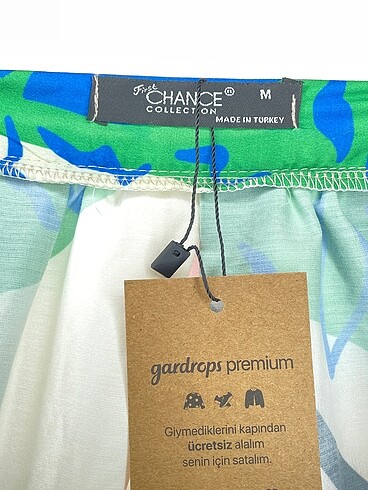 First
CHANCE ® M
COLLECTION
MADE IN TURKEY
gardrops premium
Giymediklerini kapından
ücretsiz alalım
senin için satalım.